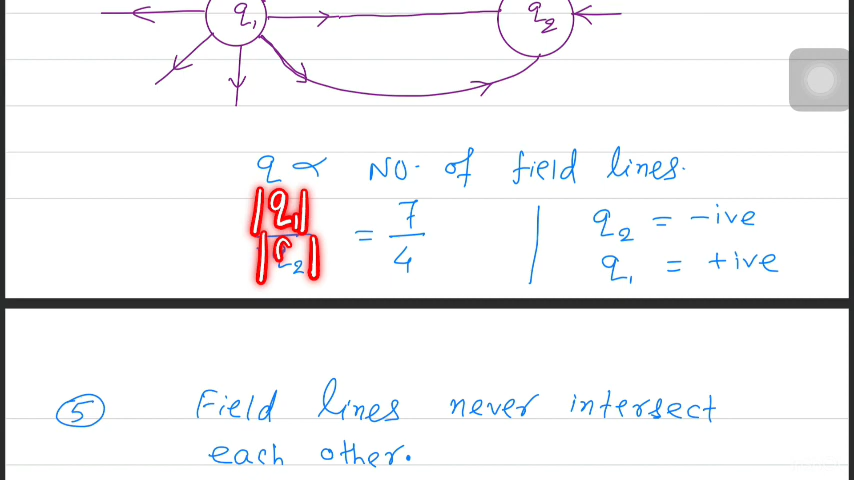 q₁ q₂
q ∝ NO. of field lines.
|q₁| / |q₂| = 7/4 | q₂ = -ive
q₁ = +ive
⑤ Field lines never intersect
each other.